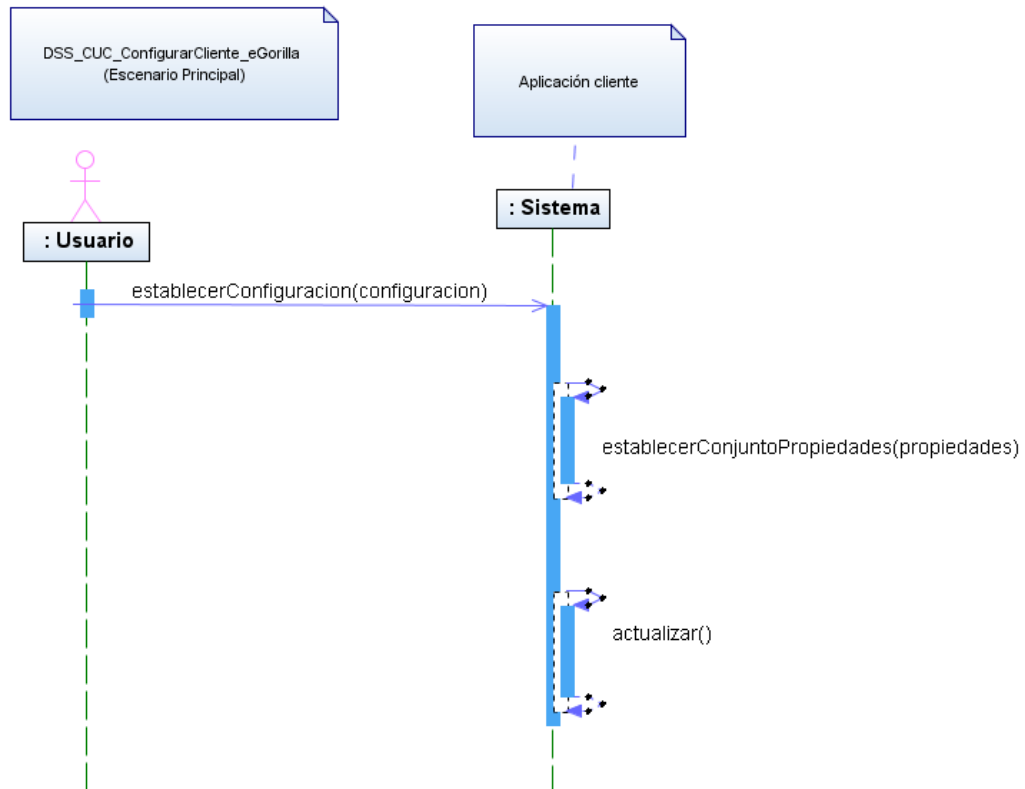 DSS_CUC_ConfigurarCliente_eGorilla
(Escenario Principal)
Aplicación cliente
: Sistema
: Usuario
establecerConfiguracion(configuracion)
establecerConjuntoPropiedades(propiedades)
actualizar()